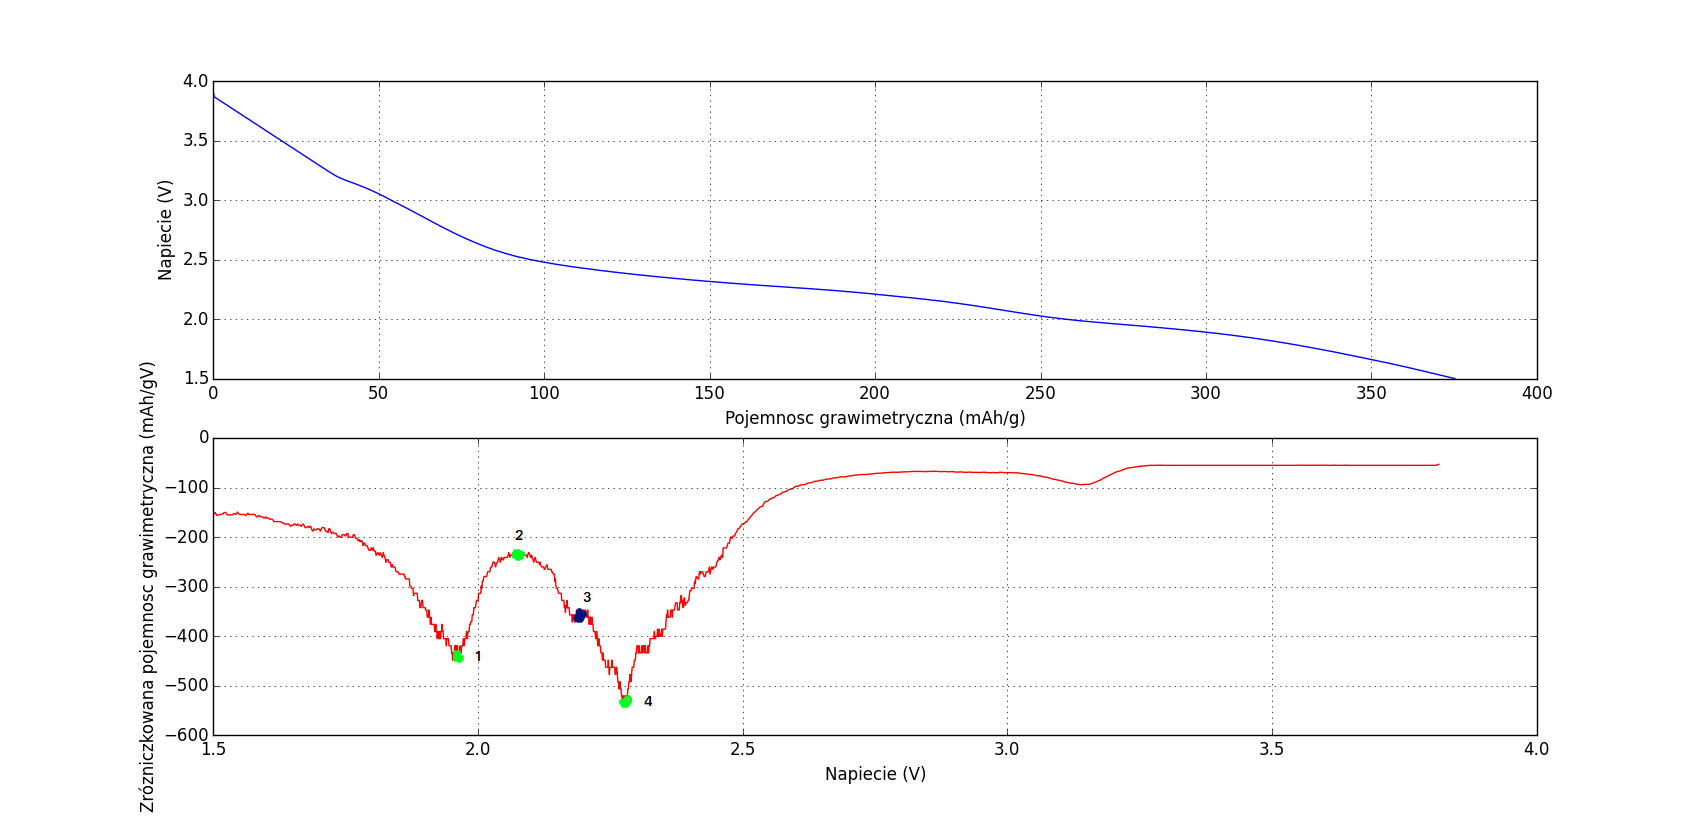 4.0
3.5
3.0
2.5
2.0
1.5
Napiecie (V)
0 50 100 150 200 250 300 350 400
Pojemnosc grawimetryczna (mAh/g)
0
−100
−200
−300
−400
−500
−600
Zrózniczkowana pojemnosc grawimetryczna (mAh/gV)
2
3
1
4
1.5 2.0 2.5 3.0 3.5 4.0
Napiecie (V)